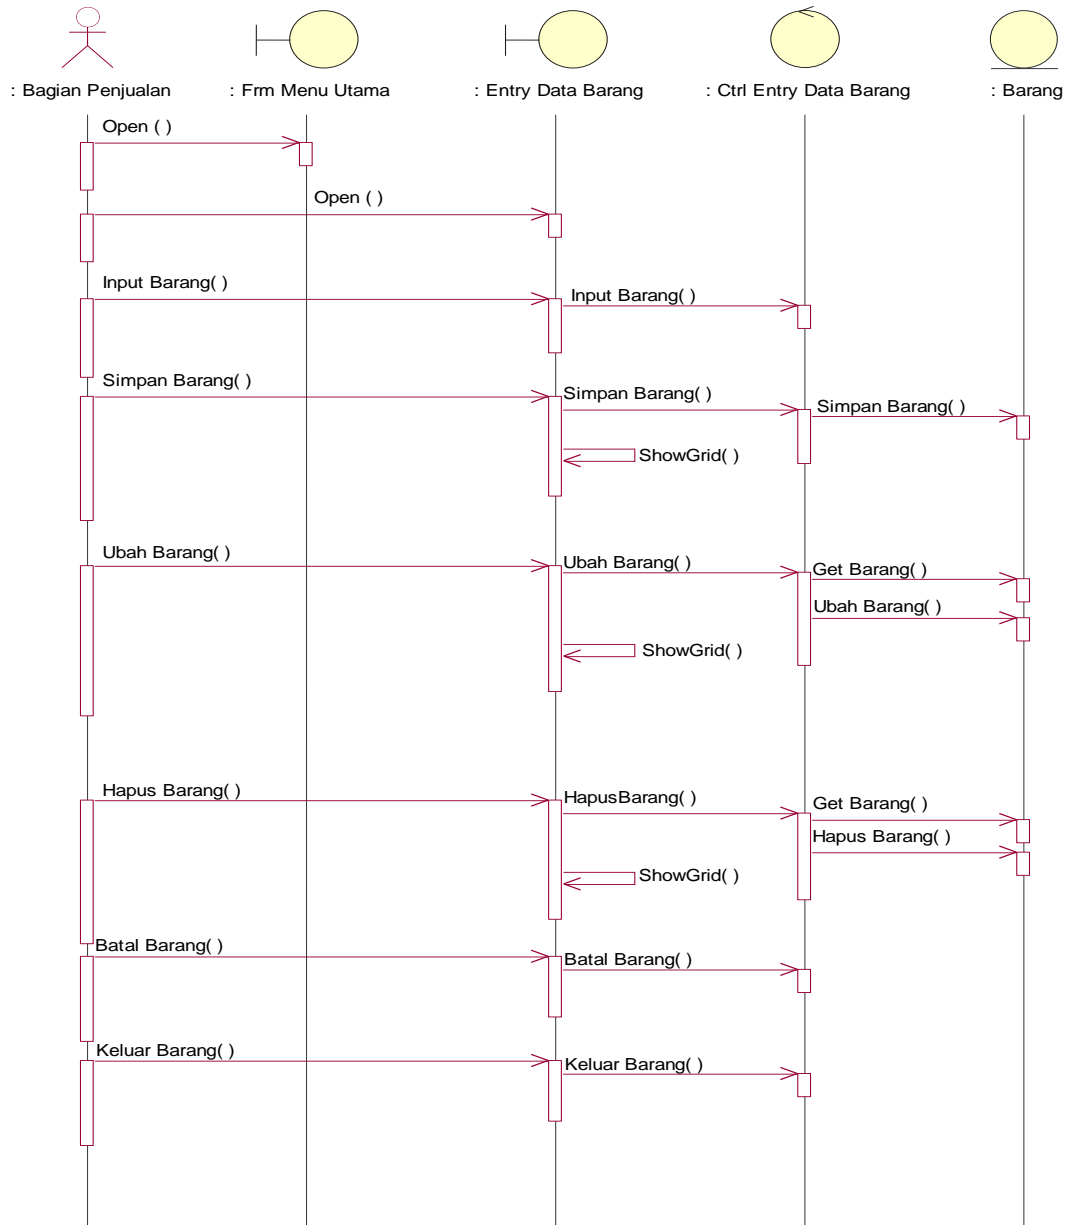 : Bagian Penjualan
: Frm Menu Utama
: Entry Data Barang
: Ctrl Entry Data Barang
: Barang
Open ( )
Open ( )
Input Barang( )
Input Barang( )
Simpan Barang( )
Simpan Barang( )
Simpan Barang( )
ShowGrid( )
Ubah Barang( )
Ubah Barang( )
Get Barang( )
Ubah Barang( )
ShowGrid( )
Hapus Barang( )
HapusBarang( )
Get Barang( )
Hapus Barang( )
ShowGrid( )
Batal Barang( )
Batal Barang( )
Keluar Barang( )
Keluar Barang( )